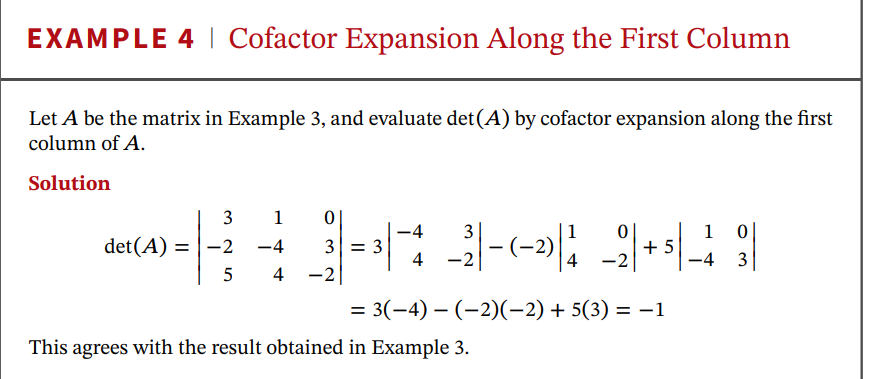 EXAMPLE 4 | Cofactor Expansion Along the First Column
Let A be the matrix in Example 3, and evaluate det(A) by cofactor expansion along the first
column of A.
Solution
det(A) = | 3 1 0 ; −2 −4 3 ; 5 4 −2 | = 3 | −4 3 ; 4 −2 | − (−2) | 1 0 ; 4 −2 | + 5 | 1 0 ; −4 3 |
= 3(−4) − (−2)(−2) + 5(3) = −1
This agrees with the result obtained in Example 3.